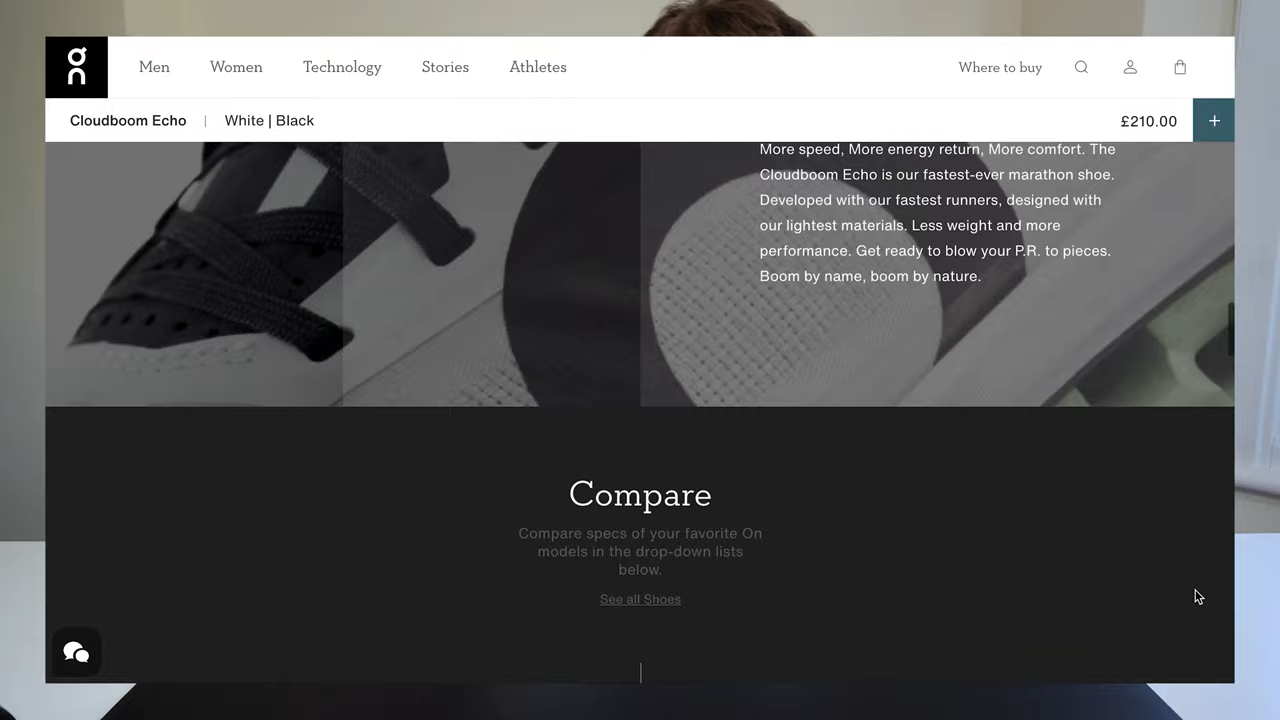 Men Women Technology Stories Athletes Where to buy
Cloudboom Echo | White | Black £210.00 +
More speed, More energy return, More comfort. The
Cloudboom Echo is our fastest-ever marathon shoe.
Developed with our fastest runners, designed with
our lightest materials. Less weight and more
performance. Get ready to blow your P.R. to pieces.
Boom by name, boom by nature.
Compare
Compare specs of your favorite On
models in the drop-down lists
below.
See all Shoes